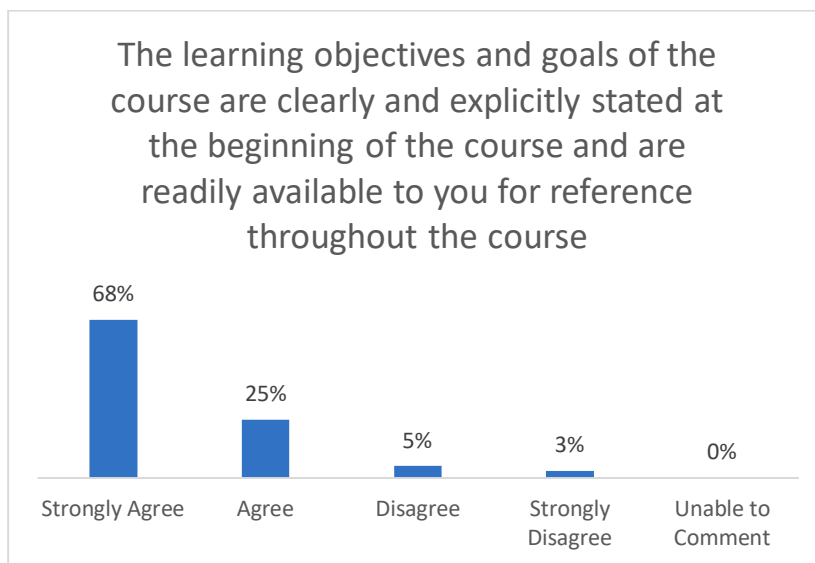 The learning objectives and goals of the
course are clearly and explicitly stated at
the beginning of the course and are
readily available to you for reference
throughout the course
68%
25%
5%
3%
0%
Strongly Agree
Agree
Disagree
Strongly
Disagree
Unable to
Comment